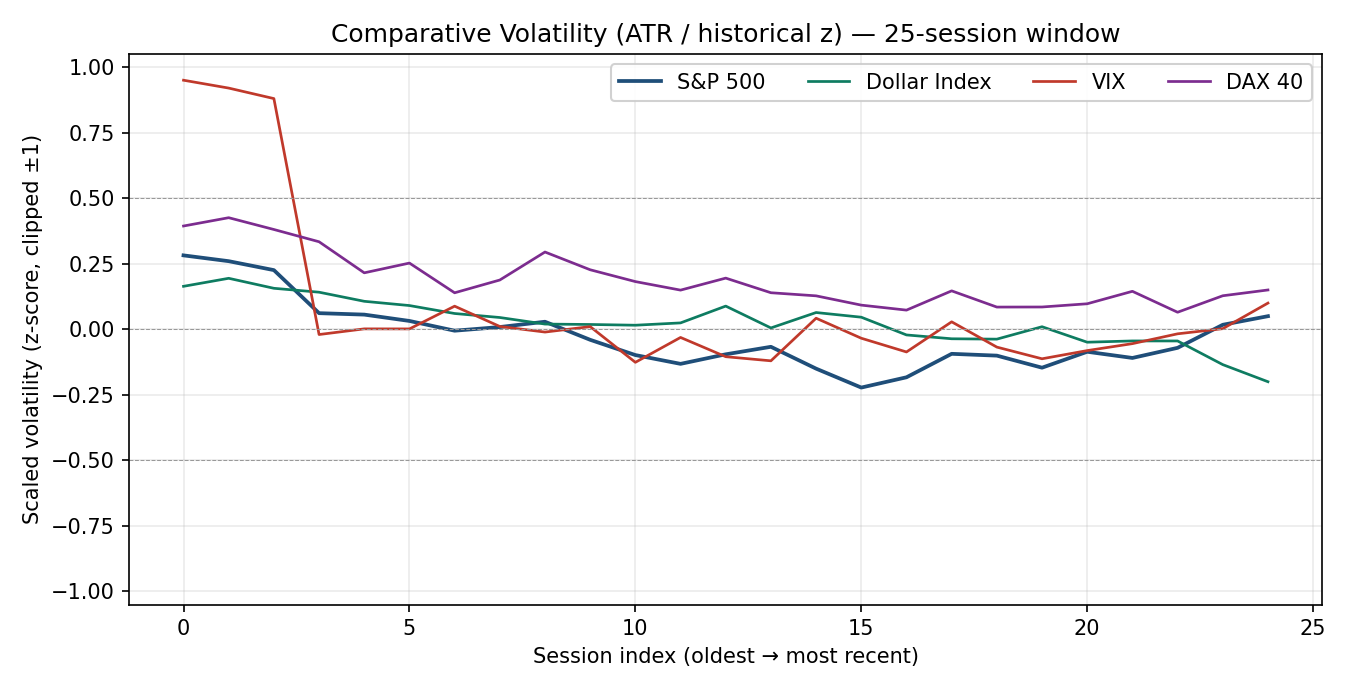 Comparative Volatility (ATR / historical z) — 25-session window
S&P 500 Dollar Index VIX DAX 40
Scaled volatility (z-score, clipped ±1)
1.00
0.75
0.50
0.25
0.00
−0.25
−0.50
−0.75
−1.00
0 5 10 15 20 25
Session index (oldest → most recent)